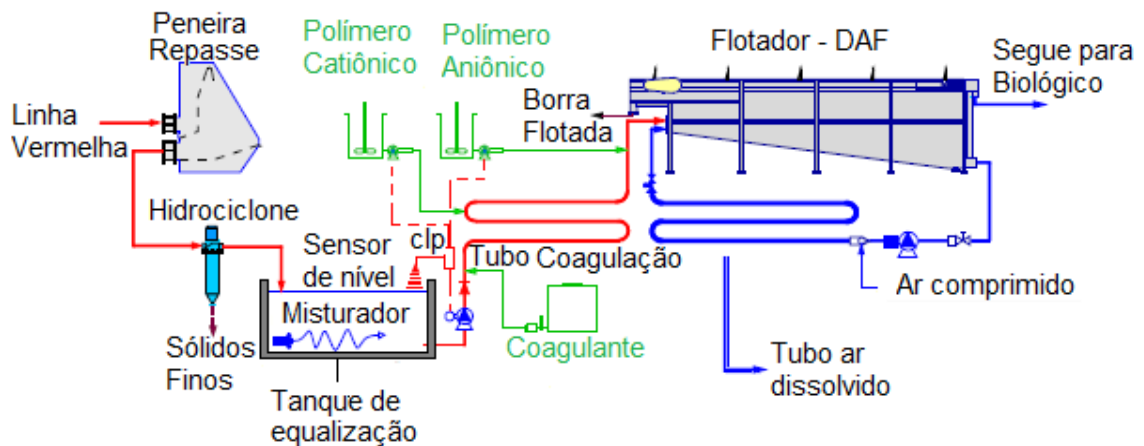 Peneira
Repasse
Polímero
Catiônico
Polímero
Aniônico
Flotador - DAF
Segue para
Biológico
Linha
Vermelha
Borra
Flotada
Hidrociclone
Sensor
de nível
clp
Tubo Coagulação
Ar comprimido
Misturador
Coagulante
Sólidos
Finos
Tubo ar
dissolvido
Tanque de
equalização